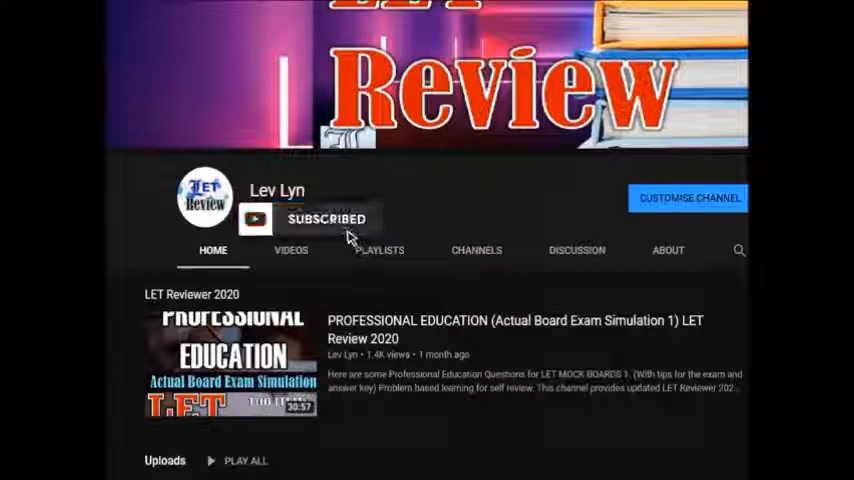 LET
Review
LET
Review
Lev Lyn
CUSTOMISE CHANNEL
SUBSCRIBED
HOME VIDEOS PLAYLISTS CHANNELS DISCUSSION ABOUT
LET Reviewer 2020
PROFESSIONAL
EDUCATION
Actual Board Exam Simulation
LET
30:57
PROFESSIONAL EDUCATION (Actual Board Exam Simulation 1) LET
Review 2020
Lev Lyn • 1.4K views • 1 month ago
Here are some Professional Education Questions for LET MOCK BOARDS 1. (With tips for the exam and
answer key) Problem based learning for self review. This channel provides updated LET Reviewer 202...
Uploads PLAY ALL